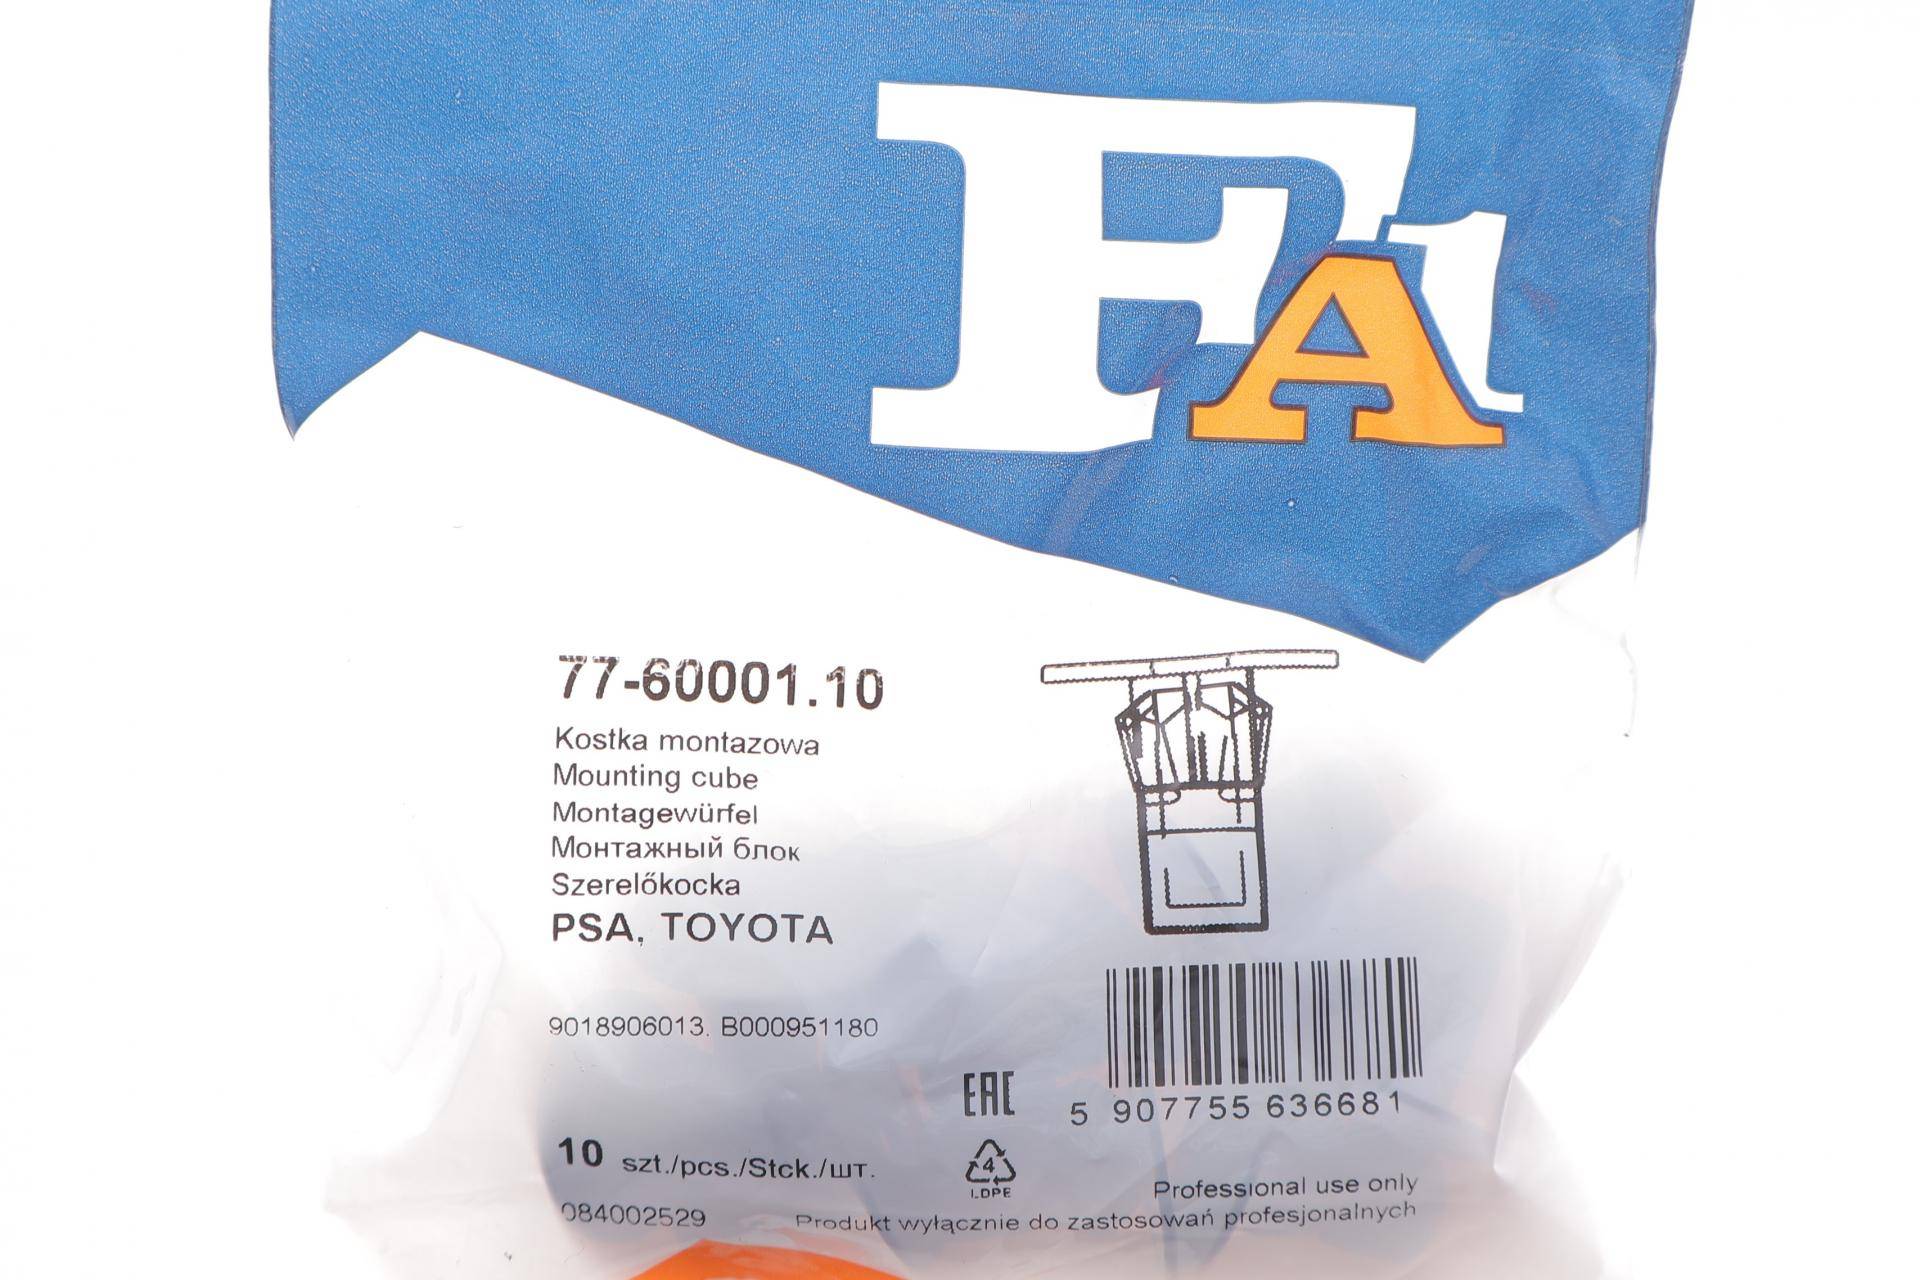 FA1
77-60001.10
Kostka montazowa
Mounting cube
Montagewürfel
Монтажный блок
Szerelőkocka
PSA, TOYOTA
9018906013. B000951180
EAC
5 907755 636681
10 szt./pcs./Stck./шт.
4
LDPE
084002529
Professional use only
Produkt wyłącznie do zastosowań profesjonalnych